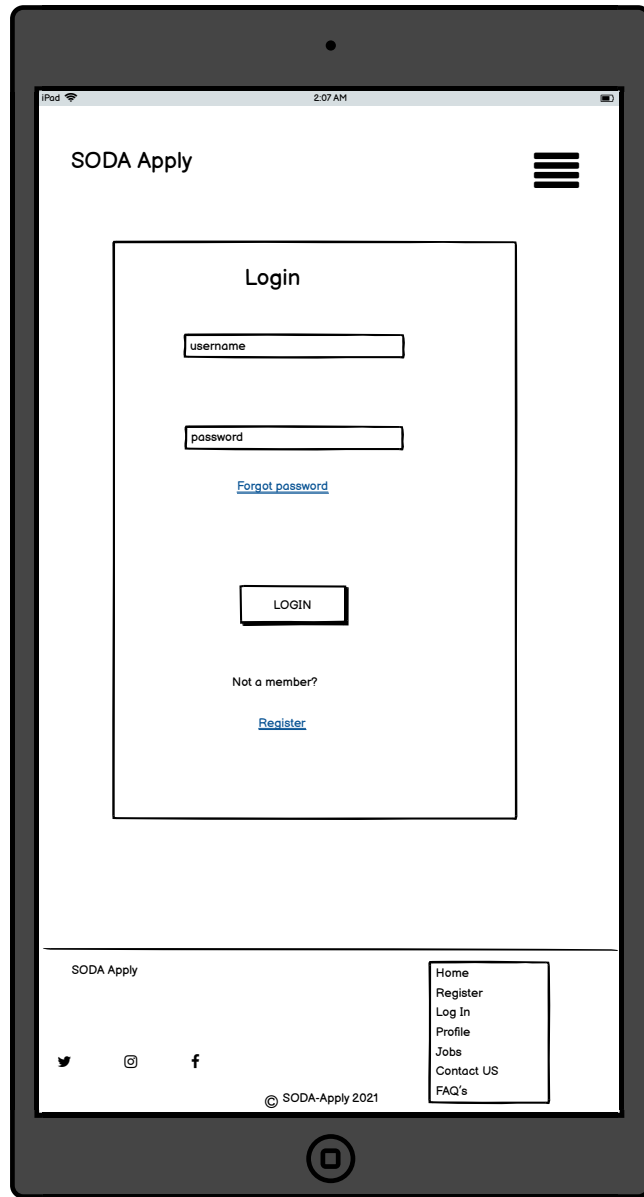 iPad
2:07 AM
SODA Apply
Login
username
password
Forgot password
LOGIN
Not a member?
Register
SODA Apply
Home
Register
Log In
Profile
Jobs
Contact US
FAQ's
© SODA-Apply 2021